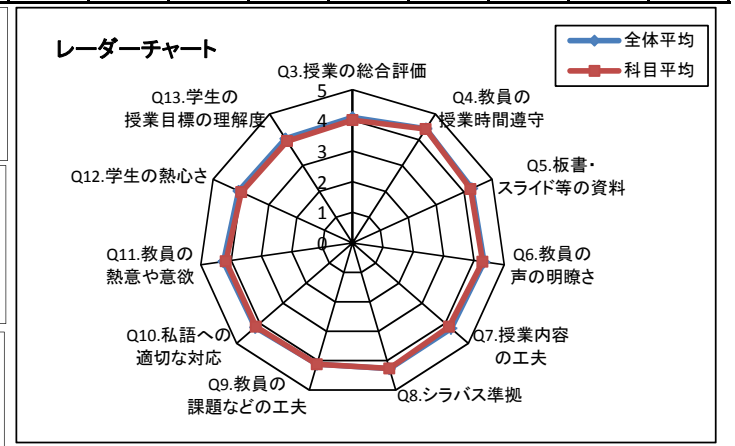 レーダーチャート
全体平均
科目平均
Q3.授業の総合評価
Q4.教員の
授業時間遵守
Q5.板書・
スライド等の資料
Q6.教員の
声の明瞭さ
Q7.授業内容
の工夫
Q8.シラバス準拠
Q9.教員の
課題などの工夫
Q10.私語への
適切な対応
Q11.教員の
熱意や意欲
Q12.学生の熱心さ
Q13.学生の
授業目標の理解度
5
4
3
2
1
0